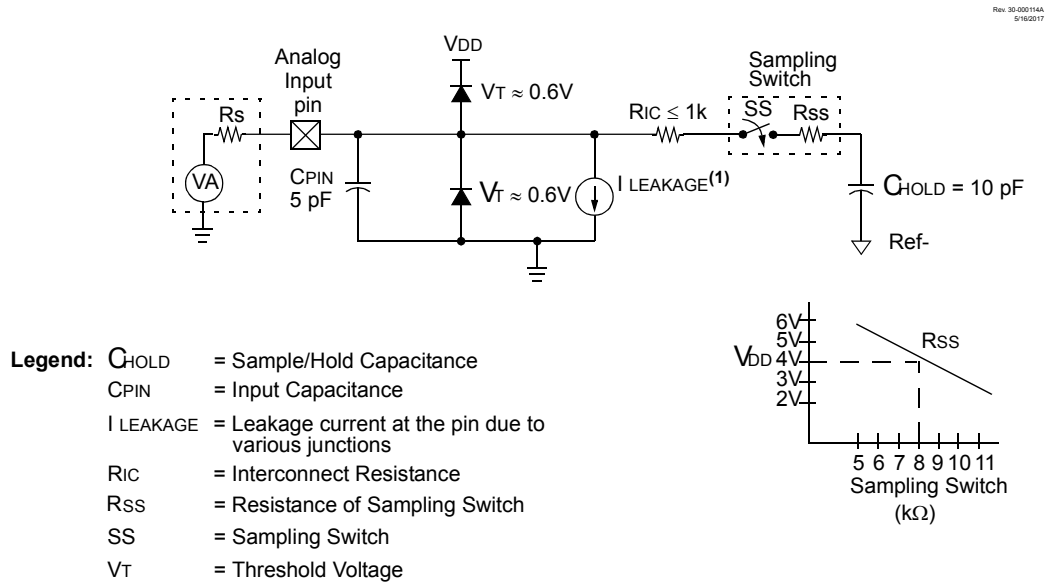 Rev. 30-000114A
5/16/2017
VDD
Analog
Input
pin
Sampling
Switch
VT ≈ 0.6V
Rs
RIC ≤ 1k
SS
Rss
VA
CPIN
5 pF
VT ≈ 0.6V
I LEAKAGE(1)
CHOLD = 10 pF
Ref-
6V
5V
VDD 4V
3V
2V
Rss
5 6 7 8 9 10 11
Sampling Switch
(kΩ)
Legend: CHOLD = Sample/Hold Capacitance
CPIN = Input Capacitance
I LEAKAGE = Leakage current at the pin due to
various junctions
RIC = Interconnect Resistance
RSS = Resistance of Sampling Switch
SS = Sampling Switch
VT = Threshold Voltage